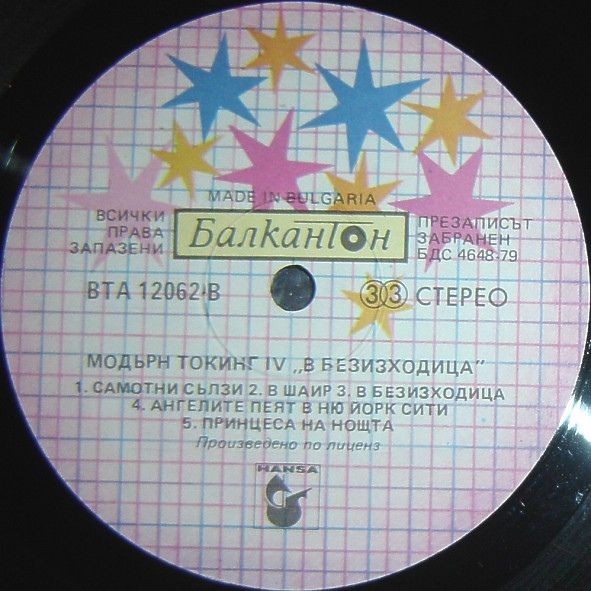 MADE IN BULGARIA
ВСИЧКИ
ПРАВА
ЗАПАЗЕНИ
Балкантон
ПРЕЗАПИСЪТ
ЗАБРАНЕН
БДС 4648-79
ВТА 12062 В
33 СТЕРЕО
МОДЪРН ТОКИНГ IV „В БЕЗИЗХОДИЦА"
1. САМОТНИ СЪЛЗИ 2. В ШАИР 3. В БЕЗИЗХОДИЦА
4. АНГЕЛИТЕ ПЕЯТ В НЮ ЙОРК СИТИ
5. ПРИНЦЕСА НА НОЩТА
Произведено по лиценз
HANSA